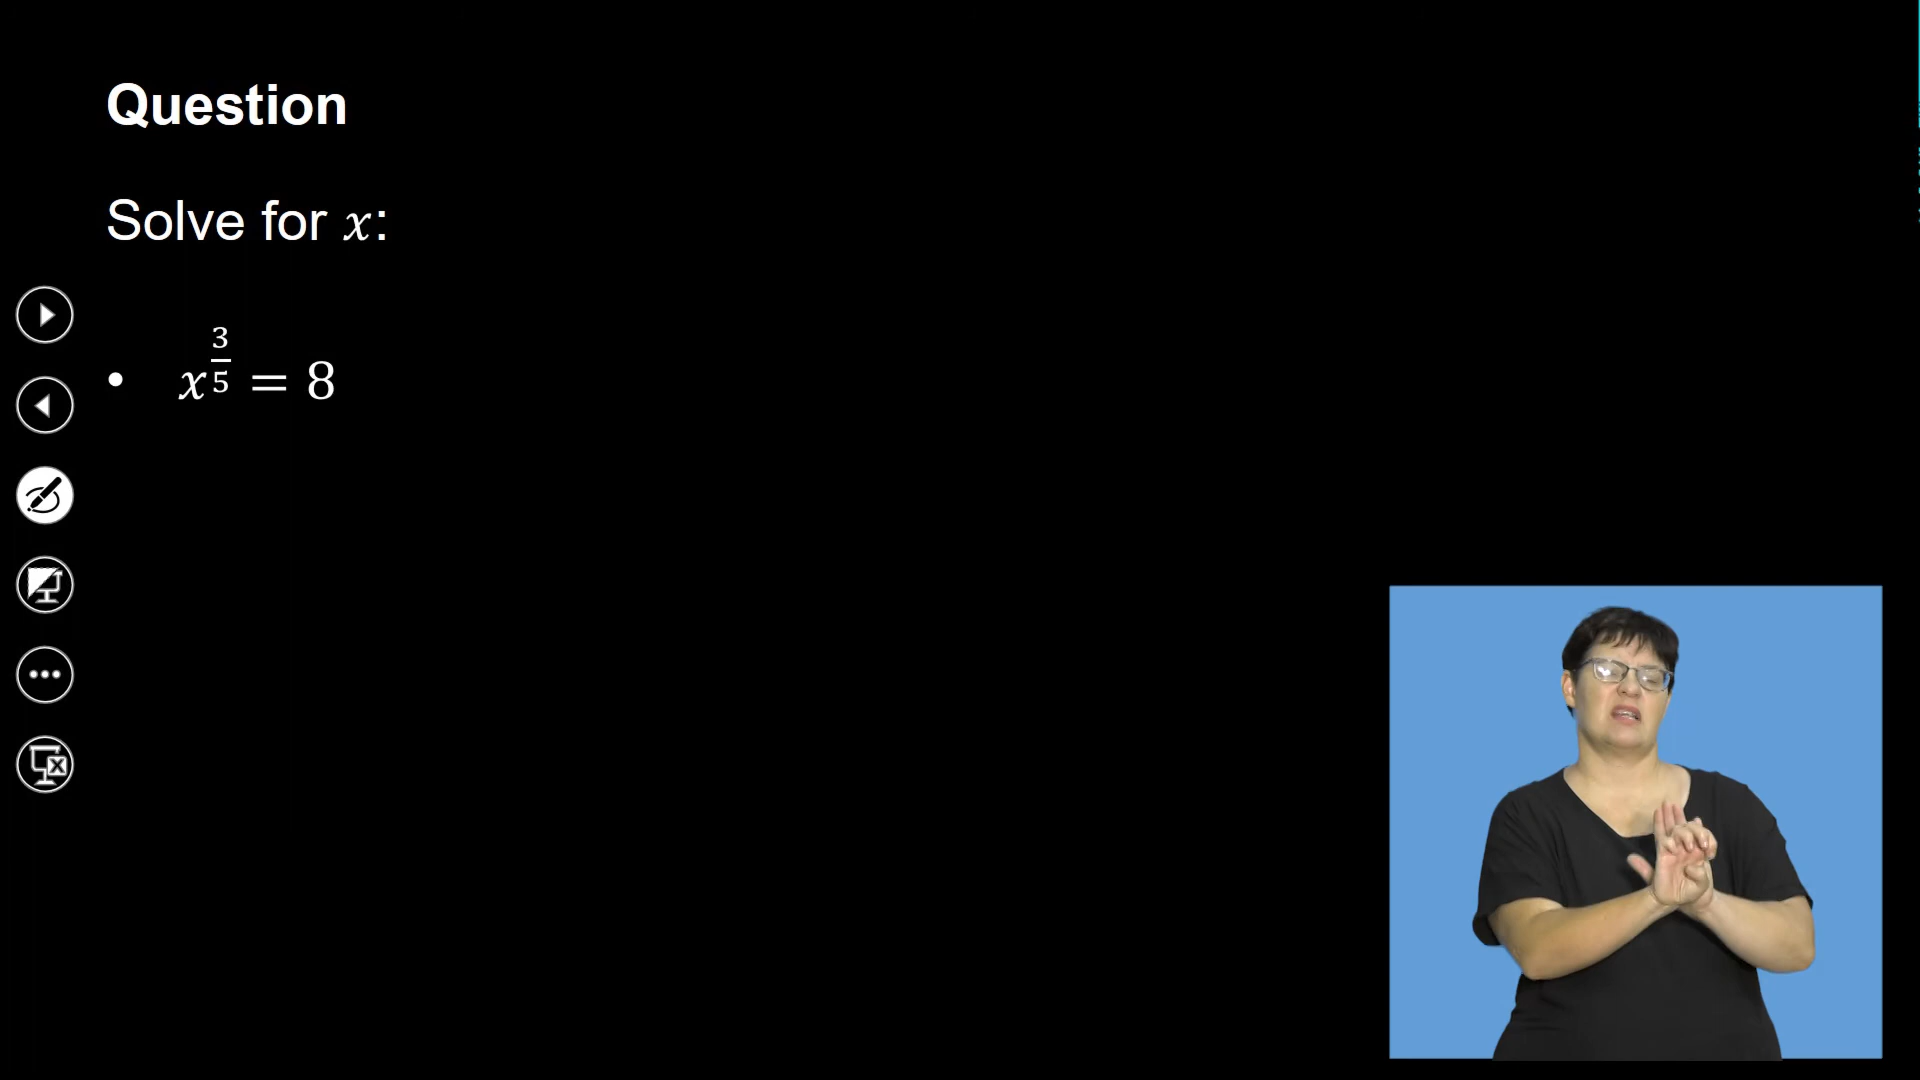 Question
Solve for x:
• x^{3/5} = 8